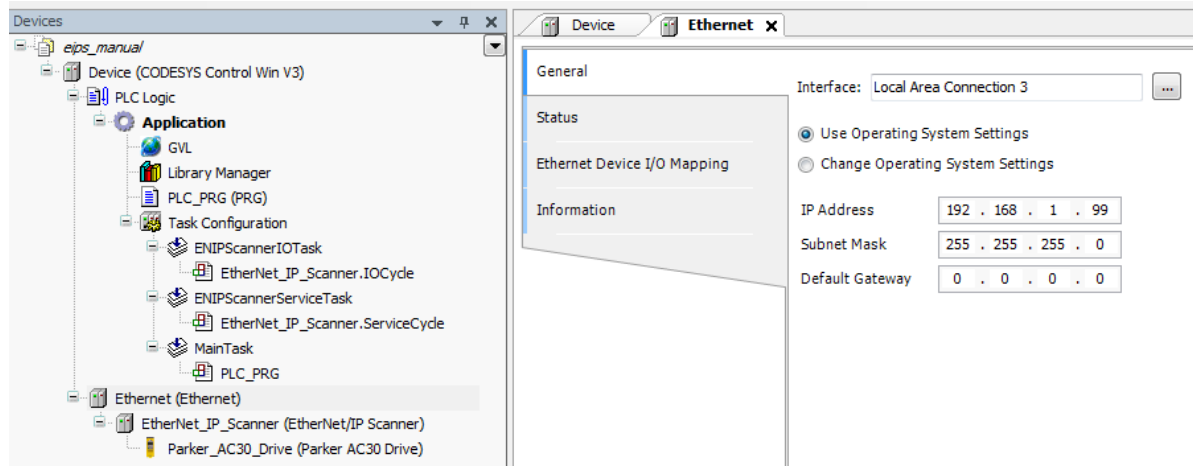 Devices
eips_manual
Device (CODESYS Control Win V3)
PLC Logic
Application
GVL
Library Manager
PLC_PRG (PRG)
Task Configuration
ENIPScannerIOTask
EtherNet_IP_Scanner.IOCycle
ENIPScannerServiceTask
EtherNet_IP_Scanner.ServiceCycle
MainTask
PLC_PRG
Ethernet (Ethernet)
EtherNet_IP_Scanner (EtherNet/IP Scanner)
Parker_AC30_Drive (Parker AC30 Drive)
Device
Ethernet
General
Status
Ethernet Device I/O Mapping
Information
Interface: Local Area Connection 3 ...
Use Operating System Settings
Change Operating System Settings
IP Address 192 . 168 . 1 . 99
Subnet Mask 255 . 255 . 255 . 0
Default Gateway 0 . 0 . 0 . 0